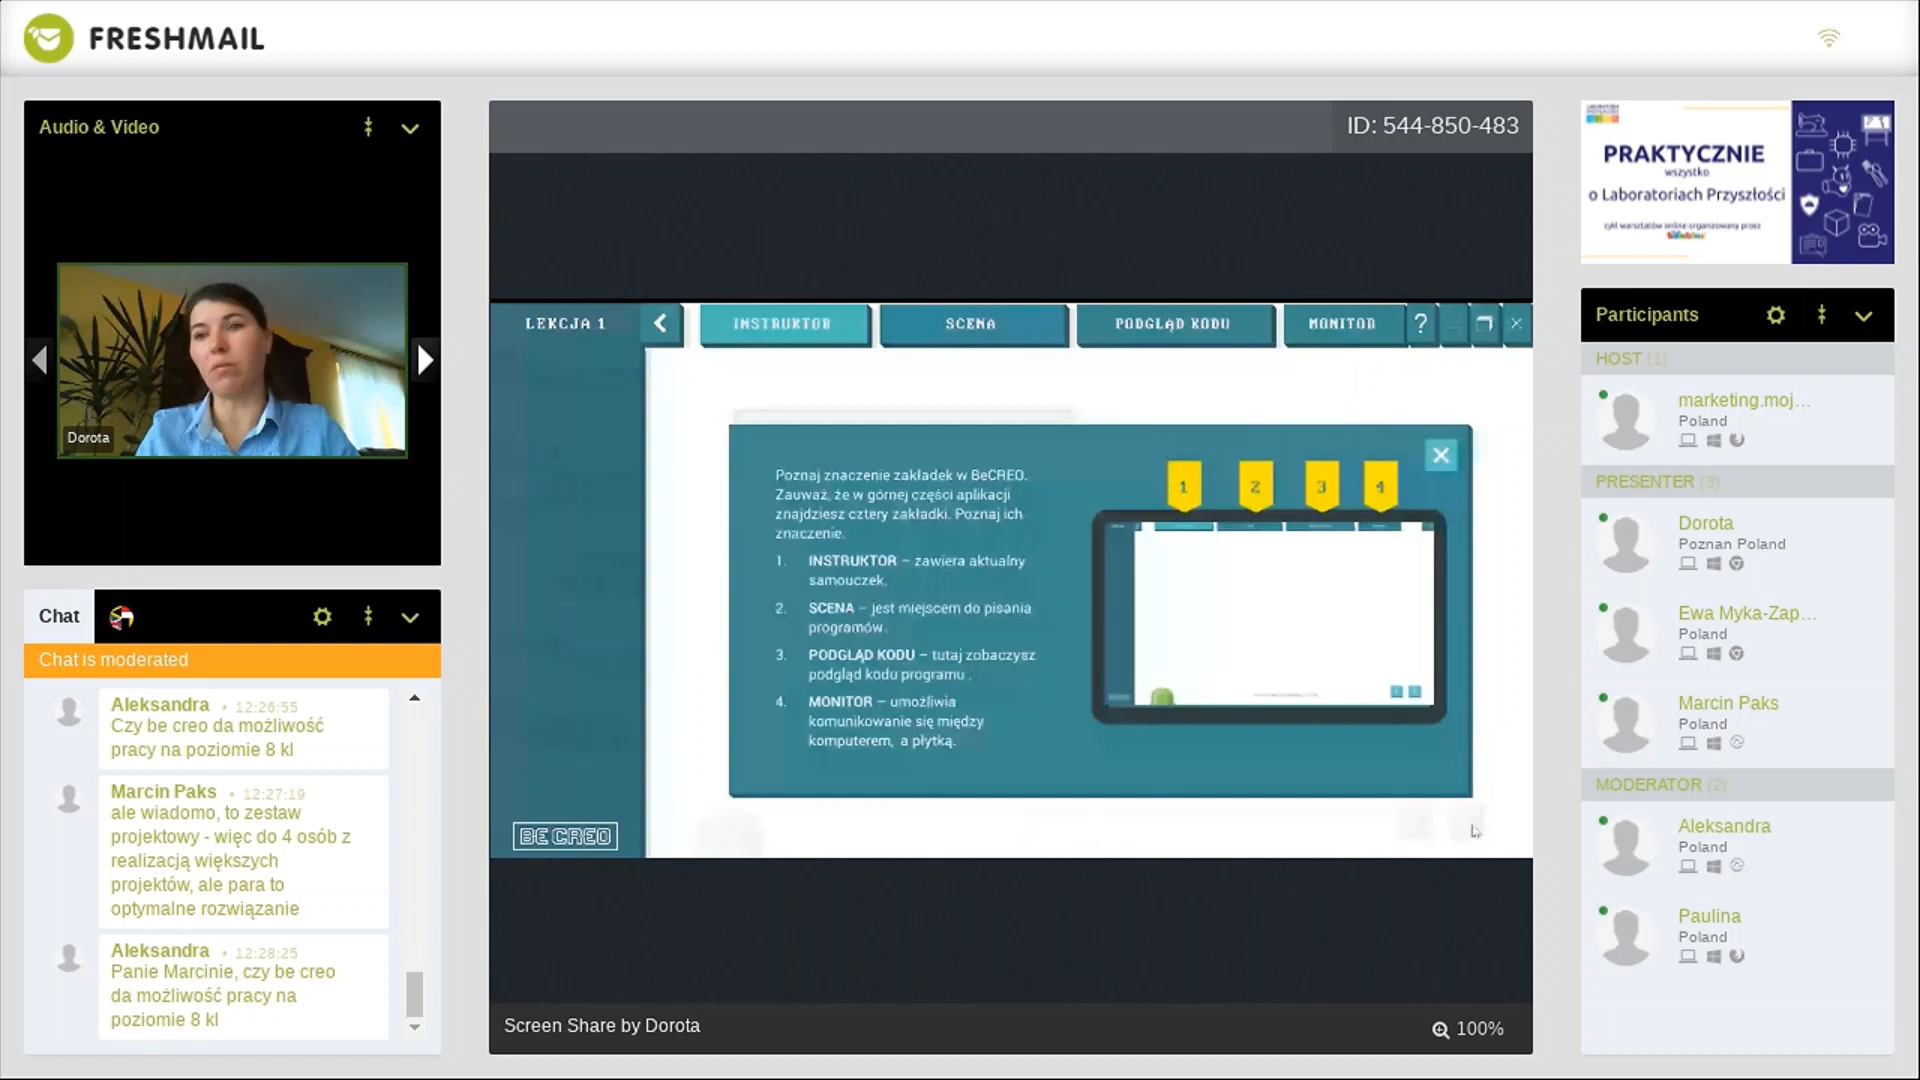 FRESHMAIL
Audio & Video
Dorota
Chat
Chat is moderated
Aleksandra • 12:26:55
Czy be creo da możliwość
pracy na poziomie 8 kl
Marcin Paks • 12:27:19
ale wiadomo, to zestaw
projektowy - więc do 4 osób z
realizacją większych
projektów, ale para to
optymalne rozwiązanie
Aleksandra • 12:28:25
Panie Marcinie, czy be creo
da możliwość pracy na
poziomie 8 kl
ID: 544-850-483
LEKCJA 1
INSTRUKTOR
SCENA
PODGLĄD KODU
MONITOR
?
Poznaj znaczenie zakładek w BeCREO.
Zauważ, że w górnej części aplikacji
znajdziesz cztery zakładki. Poznaj ich
znaczenie.
1. INSTRUKTOR – zawiera aktualny
samouczek.
2. SCENA – jest miejscem do pisania
programów.
3. PODGLĄD KODU – tutaj zobaczysz
podgląd kodu programu .
4. MONITOR – umożliwia
komunikowanie się między
komputerem, a płytką.
1 2 3 4
BE CREO
Screen Share by Dorota
100%
PRAKTYCZNIE
wszystko
o Laboratoriach Przyszłości
cykl warsztatów online organizowany przez
Participants
HOST (1)
marketing.moj...
Poland
PRESENTER (3)
Dorota
Poznan Poland
Ewa Myka-Zap...
Poland
Marcin Paks
Poland
MODERATOR (2)
Aleksandra
Poland
Paulina
Poland